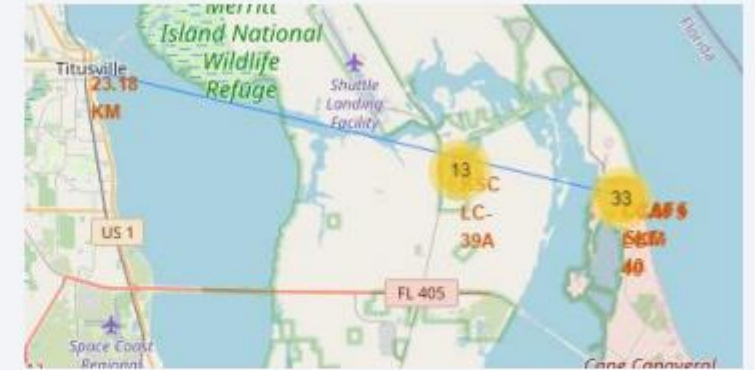 Merritt
Island National
Wildlife
Refuge
Florida
Titusville
23.18
KM
Shuttle
Landing
Facility
13
LC-
39A
33
40
US 1
FL 405
Space Coast
Regional
Cape Canaveral